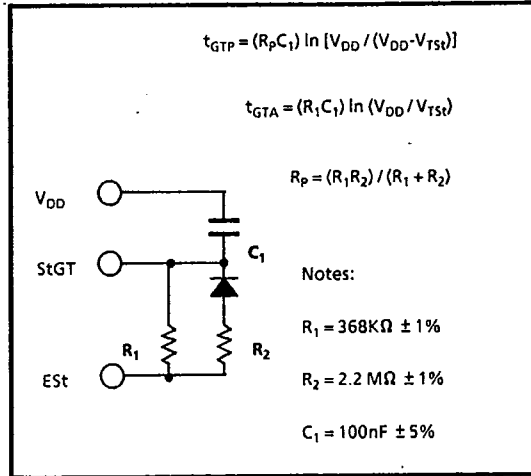 t_GTP = (R_PC_1) ln [V_DD / (V_DD-V_TSt)]
t_GTA = (R_1C_1) ln (V_DD / V_TSt)
R_P = (R_1R_2) / (R_1 + R_2)
V_DD
C_1
StGT
Notes:
R_1 = 368KΩ ± 1%
R_1
R_2
R_2 = 2.2 MΩ ± 1%
ESt
C_1 = 100nF ± 5%